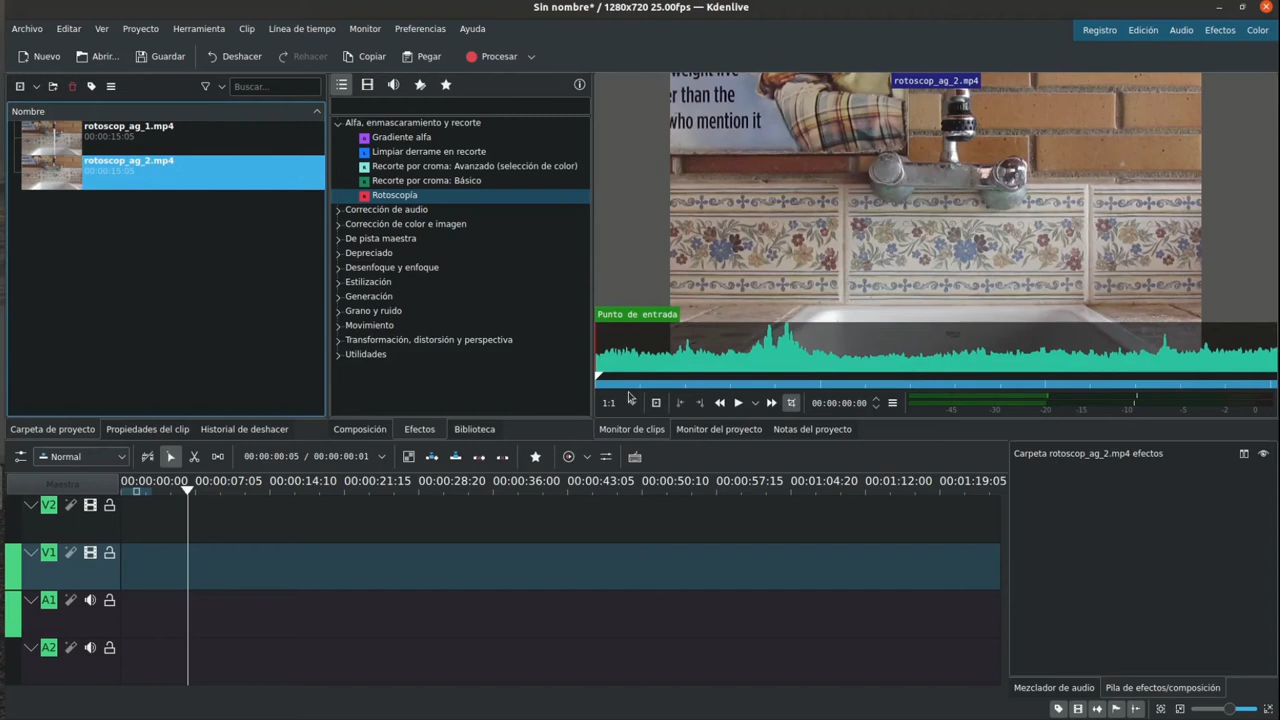 Sin nombre* / 1280x720 25.00fps — Kdenlive
Archivo Editar Ver Proyecto Herramienta Clip Línea de tiempo Monitor Preferencias Ayuda
Registro Edición Audio Efectos Color
Nuevo Abrir... Guardar Deshacer Rehacer Copiar Pegar Procesar
Buscar...
Nombre
rotoscop_ag_1.mp4
00:00:15:05
rotoscop_ag_2.mp4
00:00:15:05
Alfa, enmascaramiento y recorte
Gradiente alfa
Limpiar derrame en recorte
Recorte por croma: Avanzado (selección de color)
Recorte por croma: Básico
Rotoscopía
Corrección de audio
Corrección de color e imagen
De pista maestra
Depreciado
Desenfoque y enfoque
Estilización
Generación
Grano y ruido
Movimiento
Transformación, distorsión y perspectiva
Utilidades
rotoscop_ag_2.mp4
er than the
who mention it
Punto de entrada
1:1
00:00:00:00
-45 -30 -20 -10 -5 -2 0
Carpeta de proyecto Propiedades del clip Historial de deshacer
Composición Efectos Biblioteca
Monitor de clips Monitor del proyecto Notas del proyecto
Normal
00:00:00:05 / 00:00:00:01
Carpeta rotoscop_ag_2.mp4 efectos
Maestra
00:00:00:00 00:00:07:05 00:00:14:10 00:00:21:15 00:00:28:20 00:00:36:00 00:00:43:05 00:00:50:10 00:00:57:15 00:01:04:20 00:01:12:00 00:01:19:05
V2
V1
A1
A2
Mezclador de audio Pila de efectos/composición